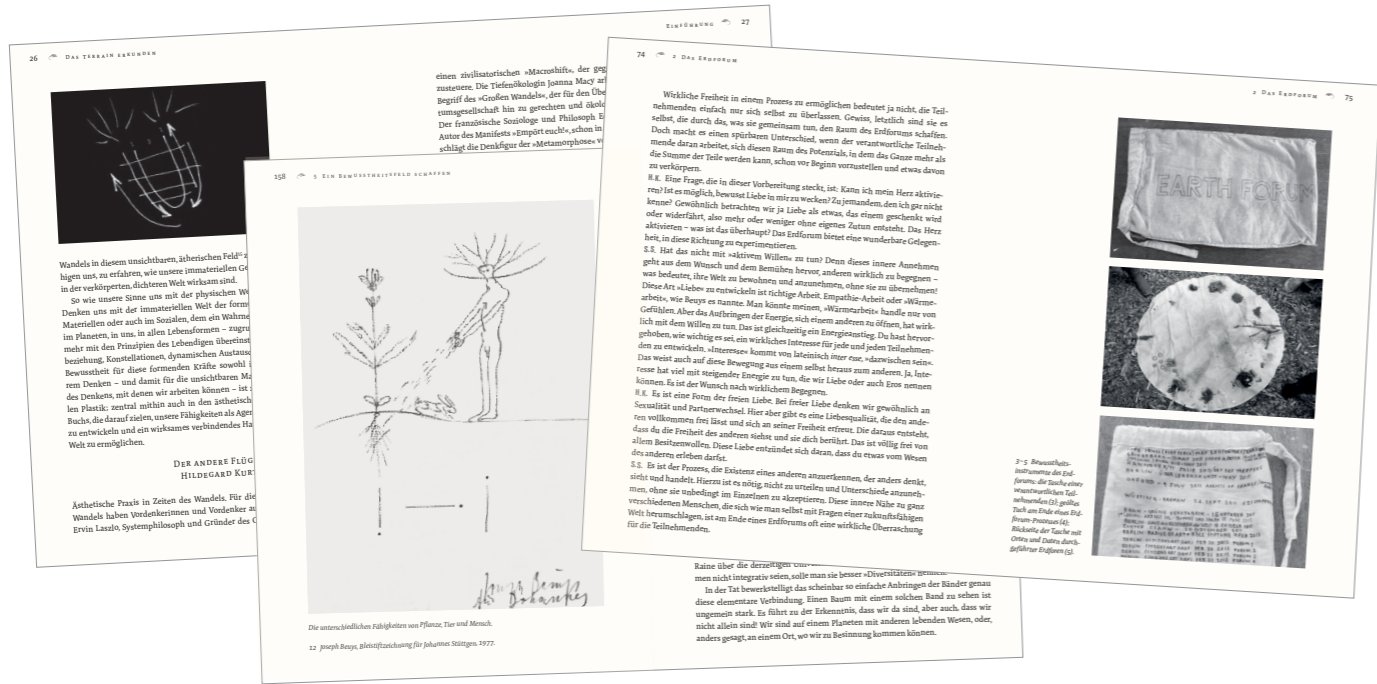 26 DAS TERRAIN ERKUNDEN
EINFÜHRUNG 27
Wandels in diesem unsichtbaren, ätherischen Feld
higen uns, zu erfahren, wie unsere immateriellen
in der verkörperten, dichteren Welt wirksam sind.
So wie unsere Sinne uns mit der physischen
Denken uns mit der immateriellen Welt der
Materiellen oder auch im Sozialen, dem ein
im Planeten, in uns, in allen Lebensformen –
mehr mit den Prinzipien des Lebendigen
beziehung, Konstellationen, dynamischen
Bewusstheit für diese formenden Kräfte sowohl
rem Denken – und damit für die unsichtbaren
des Denkens, mit denen wir arbeiten können – ist
len Plastik; zentral mithin auch in den
Buchs, die darauf zielen, unsere Fähigkeiten als
zu entwickeln und ein wirksames verbindendes
Welt zu ermöglichen.
DER ANDERE
HILDEGARD
Ästhetische Praxis in Zeiten des Wandels. Für die
Wandels haben Vordenkerinnen und Vordenker
Ervin Laszlo, Systemphilosoph und Gründer des
einen zivilisatorischen »Macroshift«, der
zusteuere. Die Tiefenökologin Joanna Macy
Begriff des »Großen Wandels«, der für den
tumsgesellschaft hin zu gerechten und
Der französische Soziologe und Philosoph
Autor des Manifests »Empört euch!«, schon in
schlägt die Denkfigur der »Metamorphose«
158 5 EIN BEWUSSTHEITSFELD SCHAFFEN
Die unterschiedlichen Fähigkeiten von Pflanze, Tier und Mensch.
12 Joseph Beuys, Bleistiftzeichnung für Johannes Stüttgen. 1977.
Raine über die derzeitigen
men nicht integrativ seien, solle man sie besser »Diversitäten« nennen.
In der Tat bewerkstelligt das scheinbar so einfache Anbringen der Bänder genau
diese elementare Verbindung. Einen Baum mit einem solchen Band zu sehen ist
ungemein stark. Es führt zu der Erkenntnis, dass wir da sind, aber auch, dass wir
nicht allein sind! Wir sind auf einem Planeten mit anderen lebenden Wesen, oder,
anders gesagt, an einem Ort, wo wir zu Besinnung kommen können.
74 2 DAS ERDFORUM
2 DAS ERDFORUM 75
Wirkliche Freiheit in einem Prozess zu ermöglichen bedeutet ja nicht, die Teil-
nehmenden einfach nur sich selbst zu überlassen. Gewiss, letztlich sind sie es
selbst, die durch das, was sie gemeinsam tun, den Raum des Erdforums schaffen.
Doch macht es einen spürbaren Unterschied, wenn der verantwortliche Teilneh-
mende daran arbeitet, sich diesen Raum des Potenzials, in dem das Ganze mehr als
die Summe der Teile werden kann, schon vor Beginn vorzustellen und etwas davon
zu verkörpern.
H.K. Eine Frage, die in dieser Vorbereitung steckt, ist: Kann ich mein Herz aktivie-
ren? Ist es möglich, bewusst Liebe in mir zu wecken? Zu jemandem, den ich gar nicht
kenne? Gewöhnlich betrachten wir ja Liebe als etwas, das einem geschenkt wird
oder widerfährt, also mehr oder weniger ohne eigenes Zutun entsteht. Das Herz
aktivieren – was ist das überhaupt? Das Erdforum bietet eine wunderbare Gelegen-
heit, in diese Richtung zu experimentieren.
S.S. Hat das nicht mit »aktivem Willen« zu tun? Denn dieses innere Annehmen
geht aus dem Wunsch und dem Bemühen hervor, anderen wirklich zu begegnen –
was bedeutet, ihre Welt zu bewohnen und anzunehmen, ohne sie zu übernehmen!
Diese Art »Liebe« zu entwickeln ist richtige Arbeit. Empathie-Arbeit oder »Wärme-
arbeit«, wie Beuys es nannte. Man könnte meinen, »Wärmearbeit« handle nur von
Gefühlen. Aber das Aufbringen der Energie, sich einem anderen zu öffnen, hat wirk-
lich mit dem Willen zu tun. Das ist gleichzeitig ein Energieanstieg. Du hast hervor-
gehoben, wie wichtig es sei, ein wirkliches Interesse für jede und jeden Teilnehmen-
den zu entwickeln. »Interesse« kommt von lateinisch inter esse, »dazwischen sein«.
Das weist auch auf diese Bewegung aus einem selbst heraus zum anderen. Ja, Inte-
resse hat viel mit steigender Energie zu tun, die wir Liebe oder auch Eros nennen
können. Es ist der Wunsch nach wirklichem Begegnen.
H.K. Es ist eine Form der freien Liebe. Bei freier Liebe denken wir gewöhnlich an
Sexualität und Partnerwechsel. Hier aber gibt es eine Liebesqualität, die den ande-
ren vollkommen frei lässt und sich an seiner Freiheit erfreut. Die daraus entsteht,
dass du die Freiheit des anderen siehst und sie dich berührt. Das ist völlig frei von
allem Besitzenwollen. Diese Liebe entzündet sich daran, dass du etwas vom Wesen
des anderen erleben darfst.
S.S. Es ist der Prozess, die Existenz eines anderen anzuerkennen, der anders denkt,
sieht und handelt. Hierzu ist es nötig, nicht zu urteilen und Unterschiede anzuneh-
men, ohne sie unbedingt im Einzelnen zu akzeptieren. Diese innere Nähe zu ganz
verschiedenen Menschen, die sich wie man selbst mit Fragen einer zukunftsfähigen
Welt herumschlagen, ist am Ende eines Erdforums oft eine wirkliche Überraschung
für die Teilnehmenden.
EARTH FORUM
3–5 Bewusstheits-
instrumente des Erd-
forums: die Tasche einer
verantwortlichen Teil-
nehmenden (3); geöltes
Tuch am Ende eines Erd-
forum-Prozesses (4);
Rückseite der Tasche mit
Orten und Daten durch-
geführter Erdforen (5).